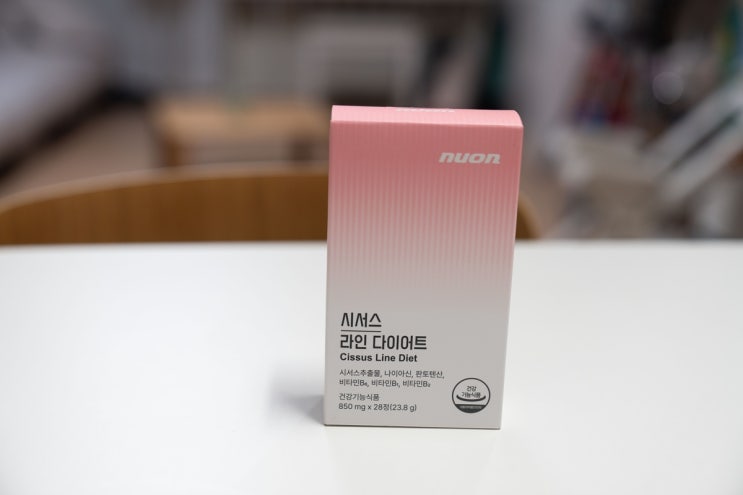 nuon
시서스
라인 다이어트
Cissus Line Diet
시서스추출물, 나이아신, 판토텐산,
비타민B₆, 비타민B₁, 비타민B₂
건강기능식품
850 mg x 28정(23.8 g)
건강
기능식품